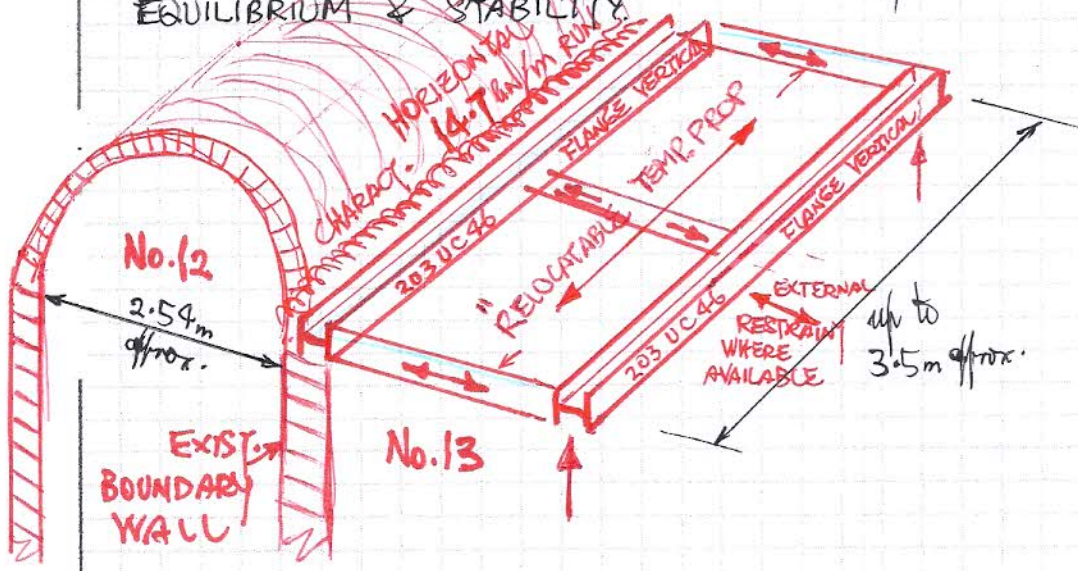 EQUILIBRIUM & STABILITY.
HORIZONTAL
CHARACT. 14.7 kN/m RUN
FLANGE VERTICAL
203 UC 46
TEMP. PROP
"RELOCATABLE
FLANGE VERTICAL
203 UC 46
No.12
2.54m
approx.
EXTERNAL
RESTRAINT
WHERE
AVAILABLE
up to
3.5m approx.
EXIST.
BOUNDARY
WALL
No.13